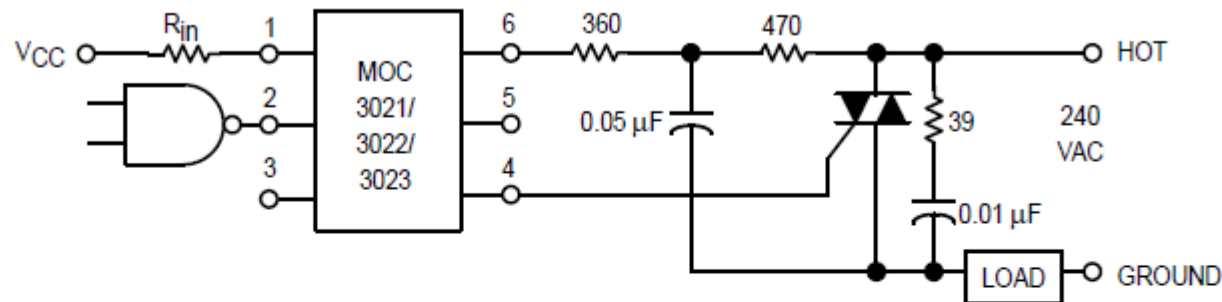 Rin
VCC
1
2
3
MOC
3021/
3022/
3023
6
5
4
360
470
0.05 μF
39
0.01 μF
HOT
240
VAC
LOAD
GROUND